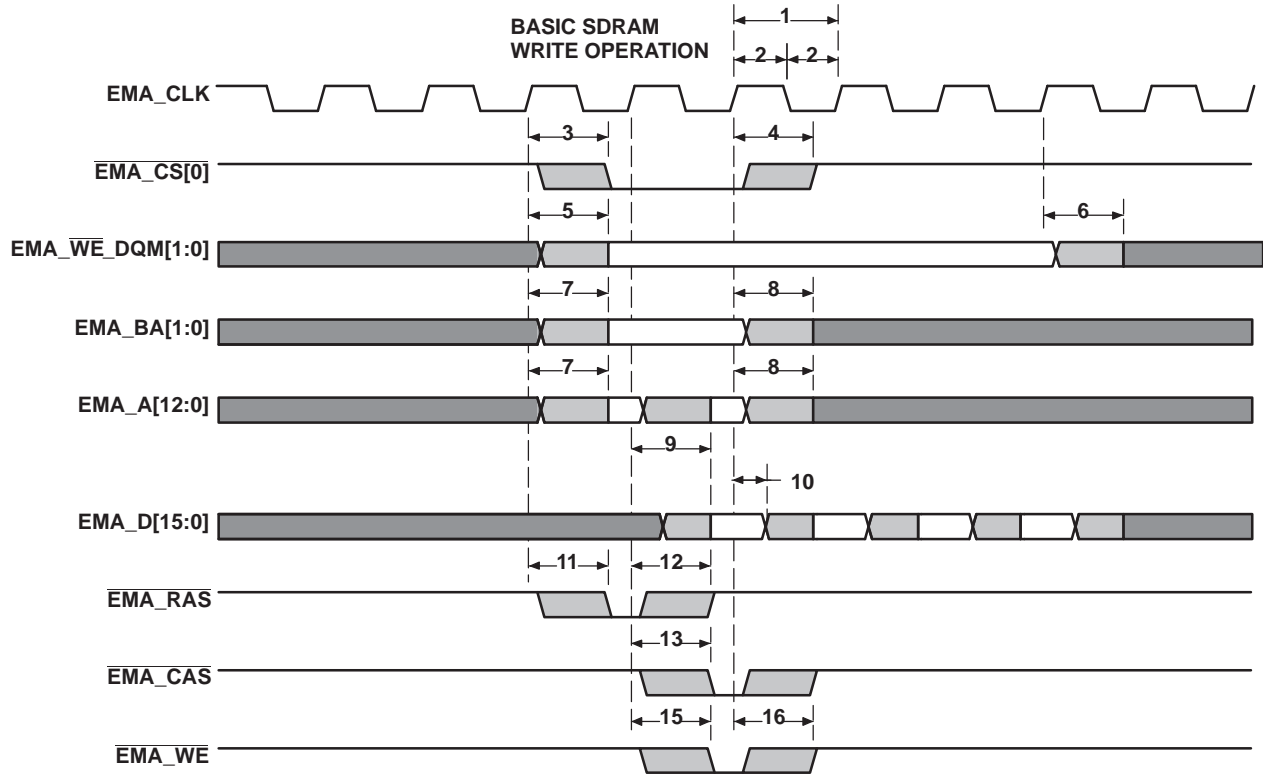 BASIC SDRAM
WRITE OPERATION
1
2 2
EMA_CLK
3 4
EMA_CS[0]
5 6
EMA_WE_DQM[1:0]
7 8
EMA_BA[1:0]
7 8
EMA_A[12:0]
9
10
EMA_D[15:0]
11 12
EMA_RAS
13
EMA_CAS
15 16
EMA_WE